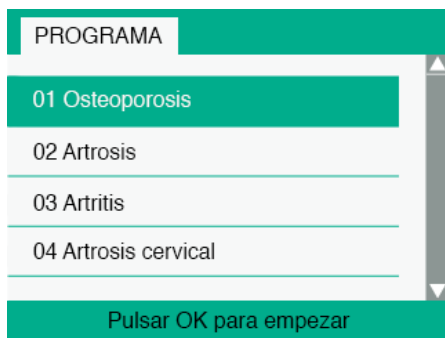 PROGRAMA
01 Osteoporosis
02 Artrosis
03 Artritis
04 Artrosis cervical
Pulsar OK para empezar